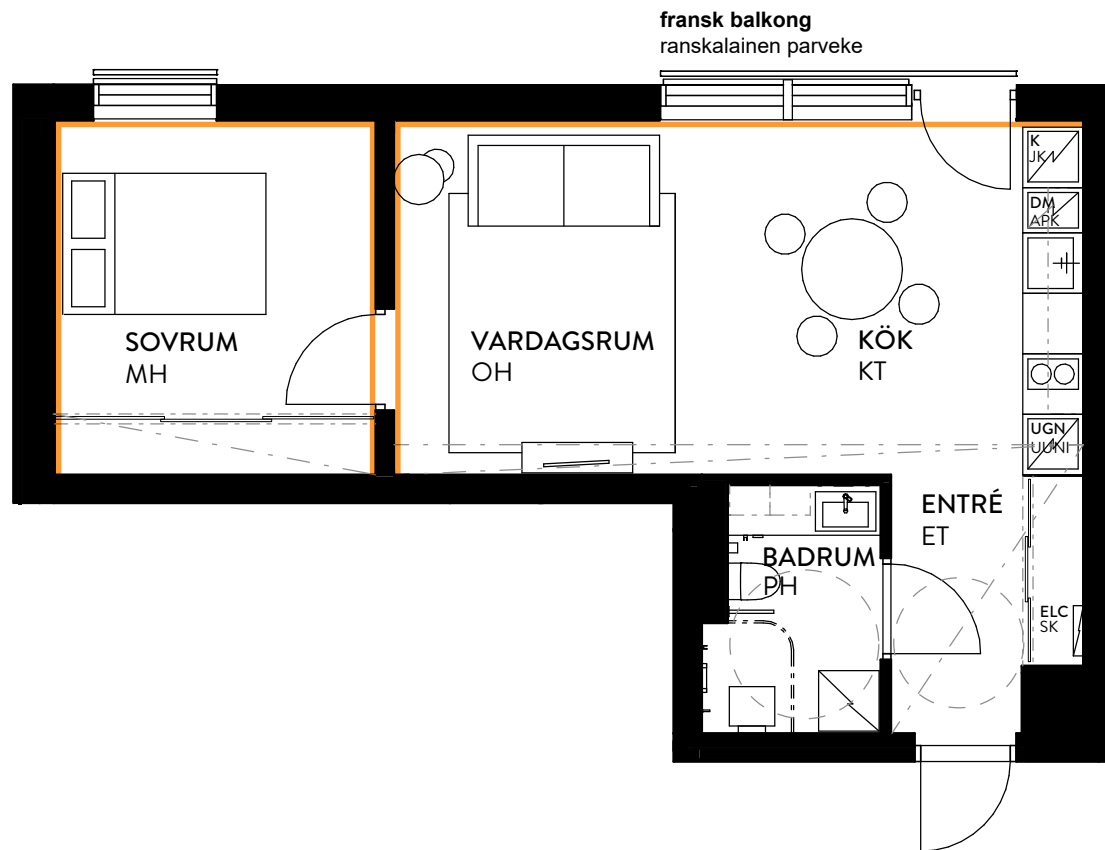 fransk balkong
ranskalainen parveke
K
JK
DM
APK
SOVRUM
MH
VARDAGSRUM
OH
KÖK
KT
UGN
UUNI
ENTRÉ
ET
BADRUM
PH
ELC
SK